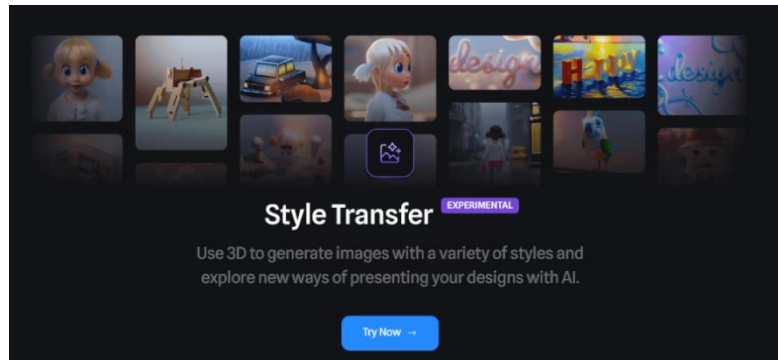 design
Happy
design
Style Transfer EXPERIMENTAL
Use 3D to generate images with a variety of styles and
explore new ways of presenting your designs with AI.
Try Now →